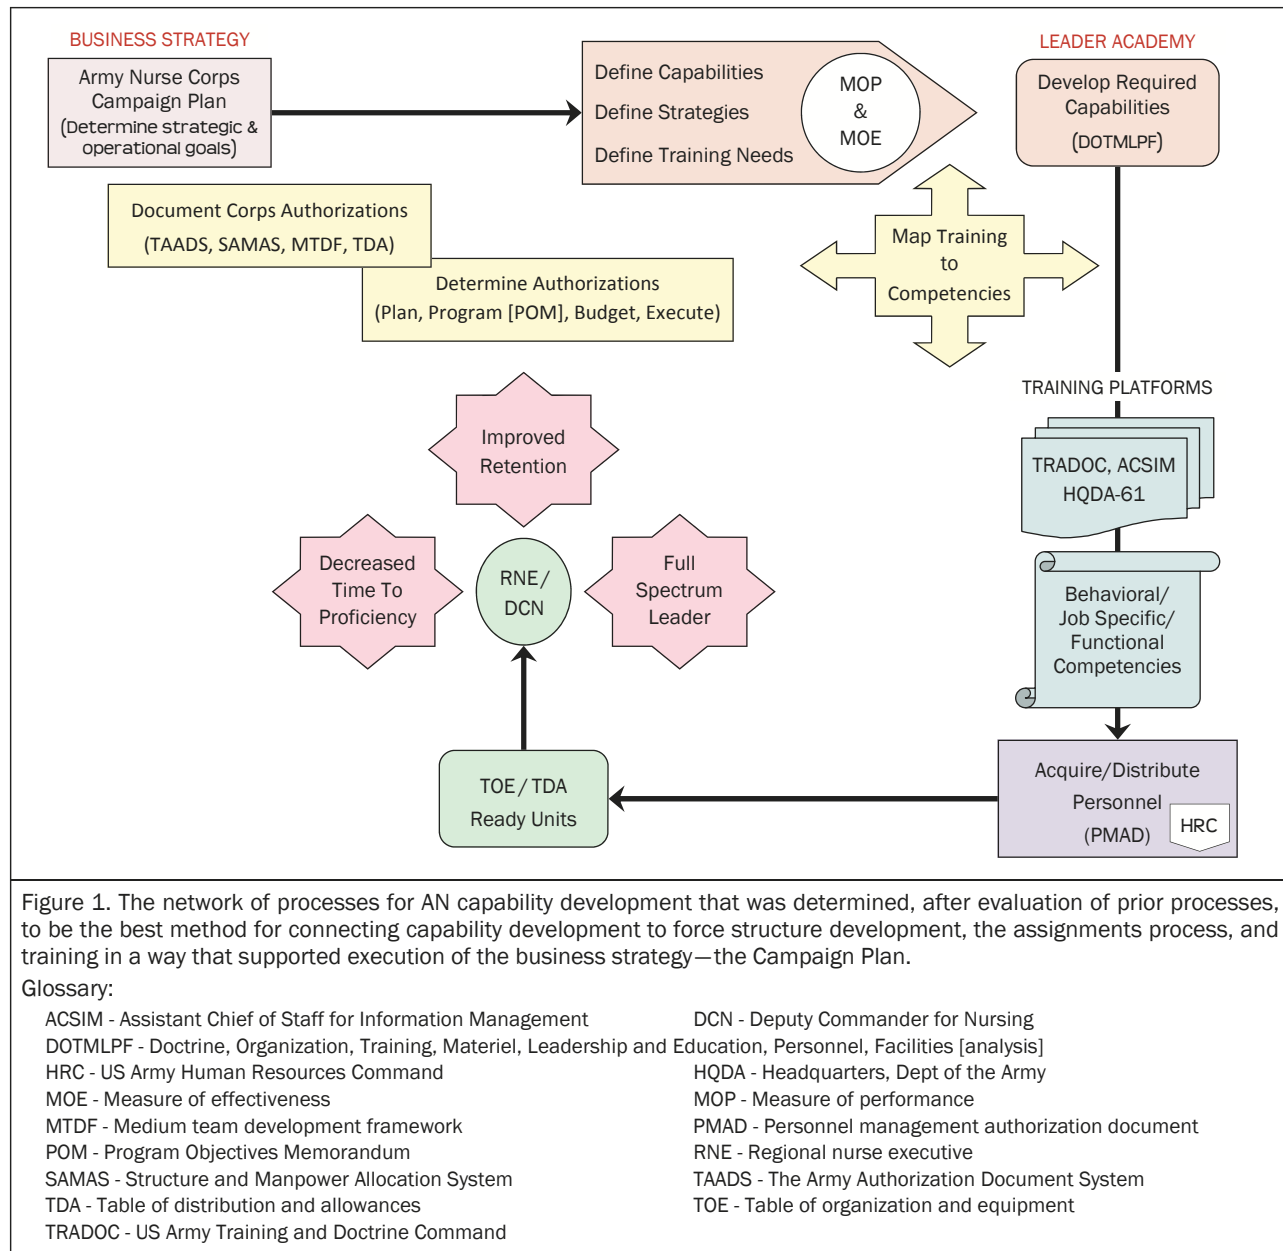 BUSINESS STRATEGY
Army Nurse Corps
Campaign Plan
(Determine strategic &
operational goals)
Define Capabilities
Define Strategies
Define Training Needs
MOP
&
MOE
LEADER ACADEMY
Develop Required
Capabilities
(DOTMLPF)
Document Corps Authorizations
(TAADS, SAMAS, MTDF, TDA)
Determine Authorizations
(Plan, Program [POM], Budget, Execute)
Map Training
to
Competencies
TRAINING PLATFORMS
TRADOC, ACSIM
HQDA-61
Improved
Retention
Decreased
Time To
Proficiency
RNE/
DCN
Full
Spectrum
Leader
Behavioral/
Job Specific/
Functional
Competencies
TOE/TDA
Ready Units
Acquire/Distribute
Personnel
(PMAD)
HRC
Figure 1. The network of processes for AN capability development that was determined, after evaluation of prior processes,
to be the best method for connecting capability development to force structure development, the assignments process, and
training in a way that supported execution of the business strategy—the Campaign Plan.
Glossary:
ACSIM - Assistant Chief of Staff for Information Management
DCN - Deputy Commander for Nursing
DOTMLPF - Doctrine, Organization, Training, Materiel, Leadership and Education, Personnel, Facilities [analysis]
HRC - US Army Human Resources Command
HQDA - Headquarters, Dept of the Army
MOE - Measure of effectiveness
MOP - Measure of performance
MTDF - Medium team development framework
PMAD - Personnel management authorization document
POM - Program Objectives Memorandum
RNE - Regional nurse executive
SAMAS - Structure and Manpower Allocation System
TAADS - The Army Authorization Document System
TDA - Table of distribution and allowances
TOE - Table of organization and equipment
TRADOC - US Army Training and Doctrine Command